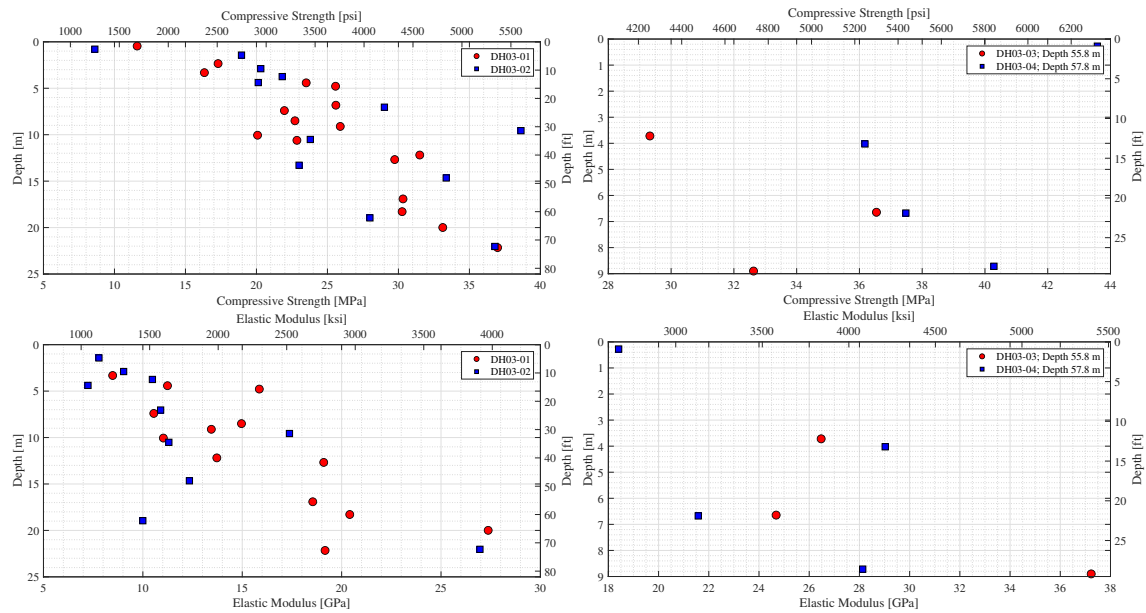 Compressive Strength [psi]
1000 1500 2000 2500 3000 3500 4000 4500 5000 5500
0 5 10 15 20 25
Depth [m]
DH03-01
DH03-02
0 10 20 30 40 50 60 70 80
Depth [ft]
5 10 15 20 25 30 35 40
Compressive Strength [MPa]
Compressive Strength [psi]
4250 4500 4750 5000 5250 5500 5750 6000 6250
0 1 2 3 4 5 6 7 8 9
Depth [m]
DH03-03; Depth 55.8 m
DH03-04; Depth 57.8 m
0 5 10 15 20 25
Depth [ft]
28 30 32 34 36 38 40 42 44
Compressive Strength [MPa]
Elastic Modulus [ksi]
1000 1500 2000 2500 3000 3500 4000
0 5 10 15 20 25
Depth [m]
DH03-01
DH03-02
0 10 20 30 40 50 60 70 80
Depth [ft]
5 10 15 20 25 30
Elastic Modulus [GPa]
Elastic Modulus [ksi]
3000 3500 4000 4500 5000 5500
0 1 2 3 4 5 6 7 8 9
Depth [m]
DH03-03; Depth 55.8 m
DH03-04; Depth 57.8 m
0 5 10 15 20 25
Depth [ft]
18 20 22 24 26 28 30 32 34 36 38
Elastic Modulus [GPa]